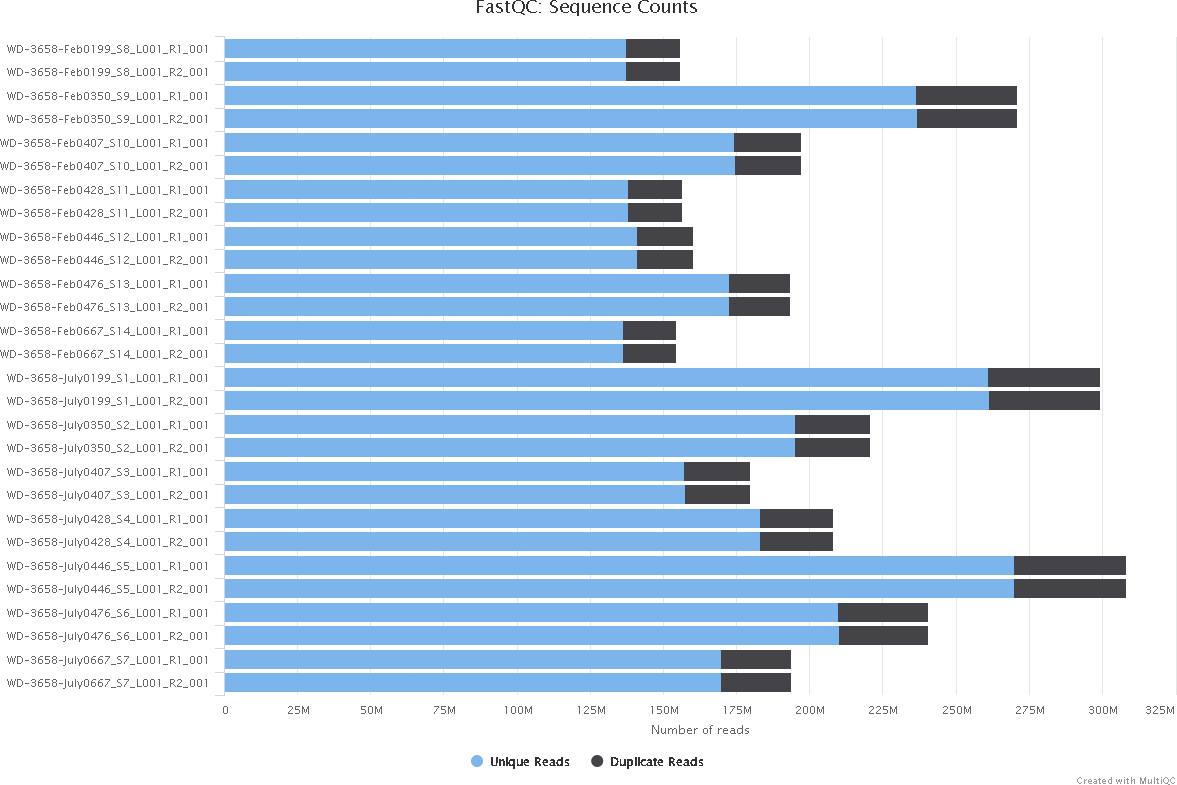 FastQC: Sequence Counts
WD-3658-Feb0199_S8_L001_R1_001
WD-3658-Feb0199_S8_L001_R2_001
WD-3658-Feb0350_S9_L001_R1_001
WD-3658-Feb0350_S9_L001_R2_001
WD-3658-Feb0407_S10_L001_R1_001
WD-3658-Feb0407_S10_L001_R2_001
WD-3658-Feb0428_S11_L001_R1_001
WD-3658-Feb0428_S11_L001_R2_001
WD-3658-Feb0446_S12_L001_R1_001
WD-3658-Feb0446_S12_L001_R2_001
WD-3658-Feb0476_S13_L001_R1_001
WD-3658-Feb0476_S13_L001_R2_001
WD-3658-Feb0667_S14_L001_R1_001
WD-3658-Feb0667_S14_L001_R2_001
WD-3658-July0199_S1_L001_R1_001
WD-3658-July0199_S1_L001_R2_001
WD-3658-July0350_S2_L001_R1_001
WD-3658-July0350_S2_L001_R2_001
WD-3658-July0407_S3_L001_R1_001
WD-3658-July0407_S3_L001_R2_001
WD-3658-July0428_S4_L001_R1_001
WD-3658-July0428_S4_L001_R2_001
WD-3658-July0446_S5_L001_R1_001
WD-3658-July0446_S5_L001_R2_001
WD-3658-July0476_S6_L001_R1_001
WD-3658-July0476_S6_L001_R2_001
WD-3658-July0667_S7_L001_R1_001
WD-3658-July0667_S7_L001_R2_001
0 25M 50M 75M 100M 125M 150M 175M 200M 225M 250M 275M 300M 325M
Number of reads
Unique Reads Duplicate Reads
Created with MultiQC